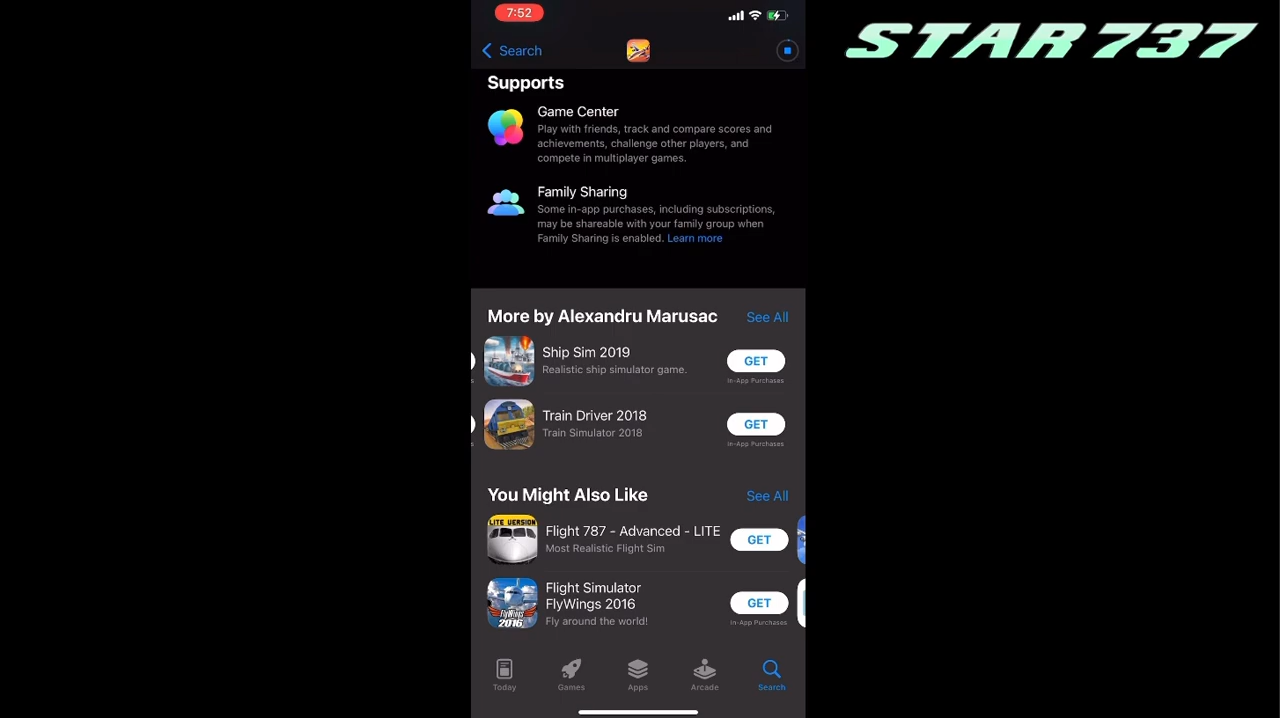 7:52
STAR 737
Search
Supports
Game Center
Play with friends, track and compare scores and
achievements, challenge other players, and
compete in multiplayer games.
Family Sharing
Some in-app purchases, including subscriptions,
may be shareable with your family group when
Family Sharing is enabled. Learn more
More by Alexandru Marusac
See All
Ship Sim 2019
Realistic ship simulator game.
GET
In-App Purchases
Train Driver 2018
Train Simulator 2018
GET
In-App Purchases
You Might Also Like
See All
LITE VERSION
Flight 787 - Advanced - LITE
Most Realistic Flight Sim
GET
Flight Simulator
FlyWings 2016
Fly around the world!
GET
In-App Purchases
FlyWings
2016
Today
Games
Apps
Arcade
Search